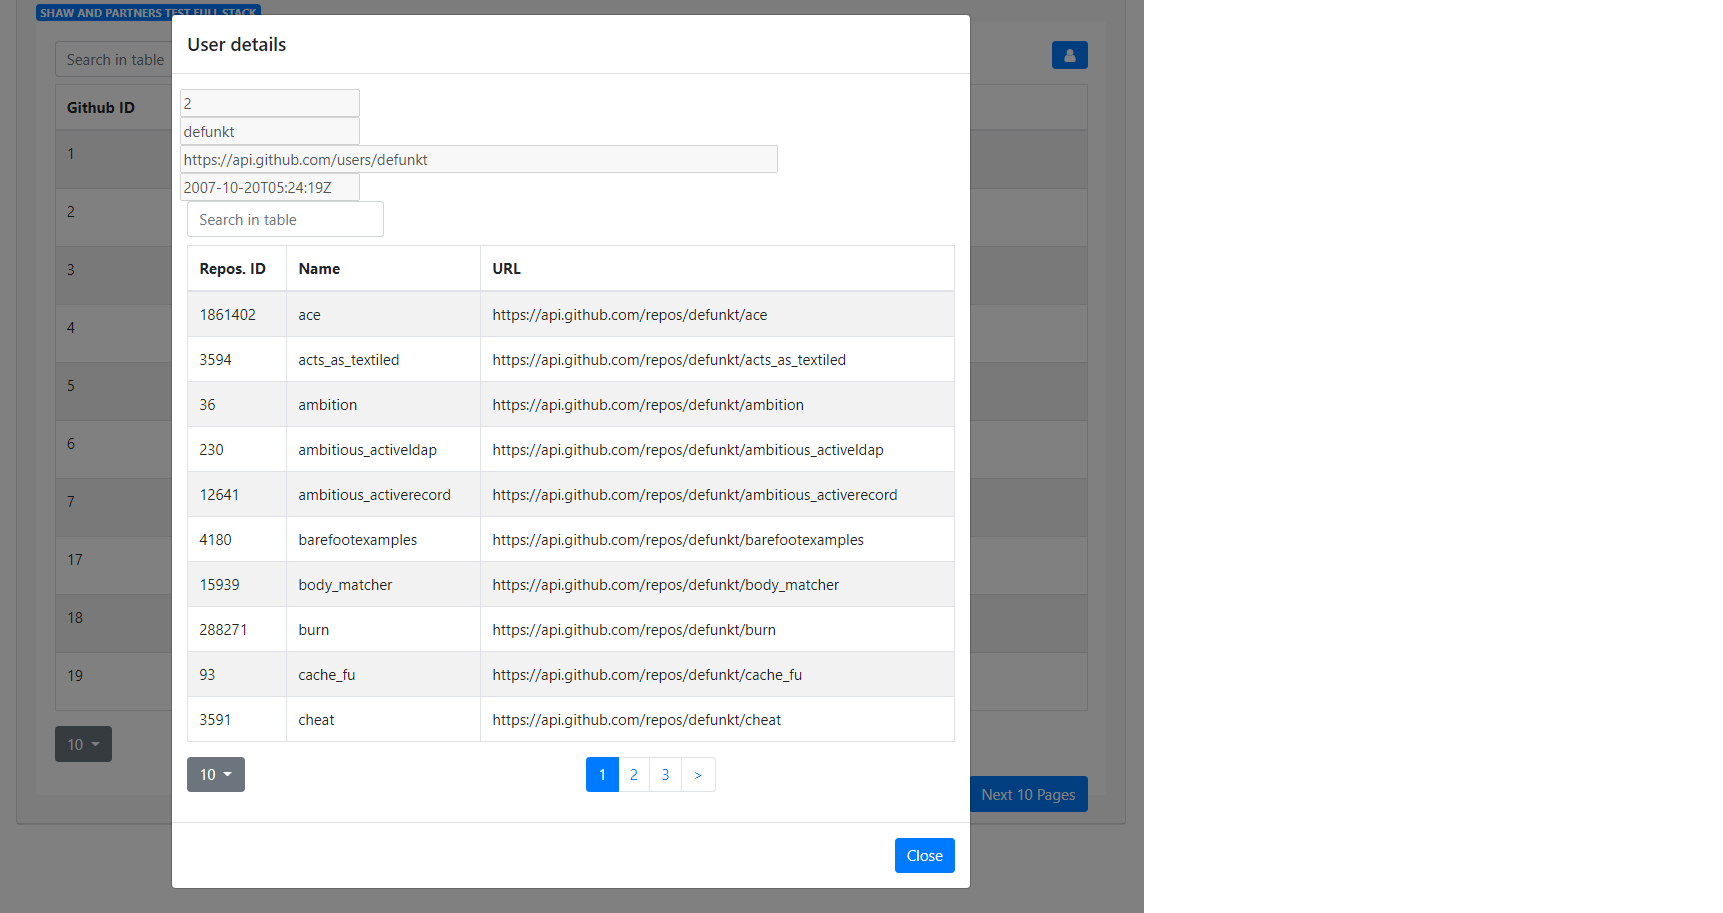 SHAW AND PARTNERS TEST FULL STACK
User details
Search in table
Github ID
1
2
3
4
5
6
7
17
18
19
10
Next 10 Pages
2
defunkt
https://api.github.com/users/defunkt
2007-10-20T05:24:19Z
Search in table
Repos. ID Name URL
1861402 ace https://api.github.com/repos/defunkt/ace
3594 acts_as_textiled https://api.github.com/repos/defunkt/acts_as_textiled
36 ambition https://api.github.com/repos/defunkt/ambition
230 ambitious_activeldap https://api.github.com/repos/defunkt/ambitious_activeldap
12641 ambitious_activerecord https://api.github.com/repos/defunkt/ambitious_activerecord
4180 barefootexamples https://api.github.com/repos/defunkt/barefootexamples
15939 body_matcher https://api.github.com/repos/defunkt/body_matcher
288271 burn https://api.github.com/repos/defunkt/burn
93 cache_fu https://api.github.com/repos/defunkt/cache_fu
3591 cheat https://api.github.com/repos/defunkt/cheat
10 1 2 3 >
Close